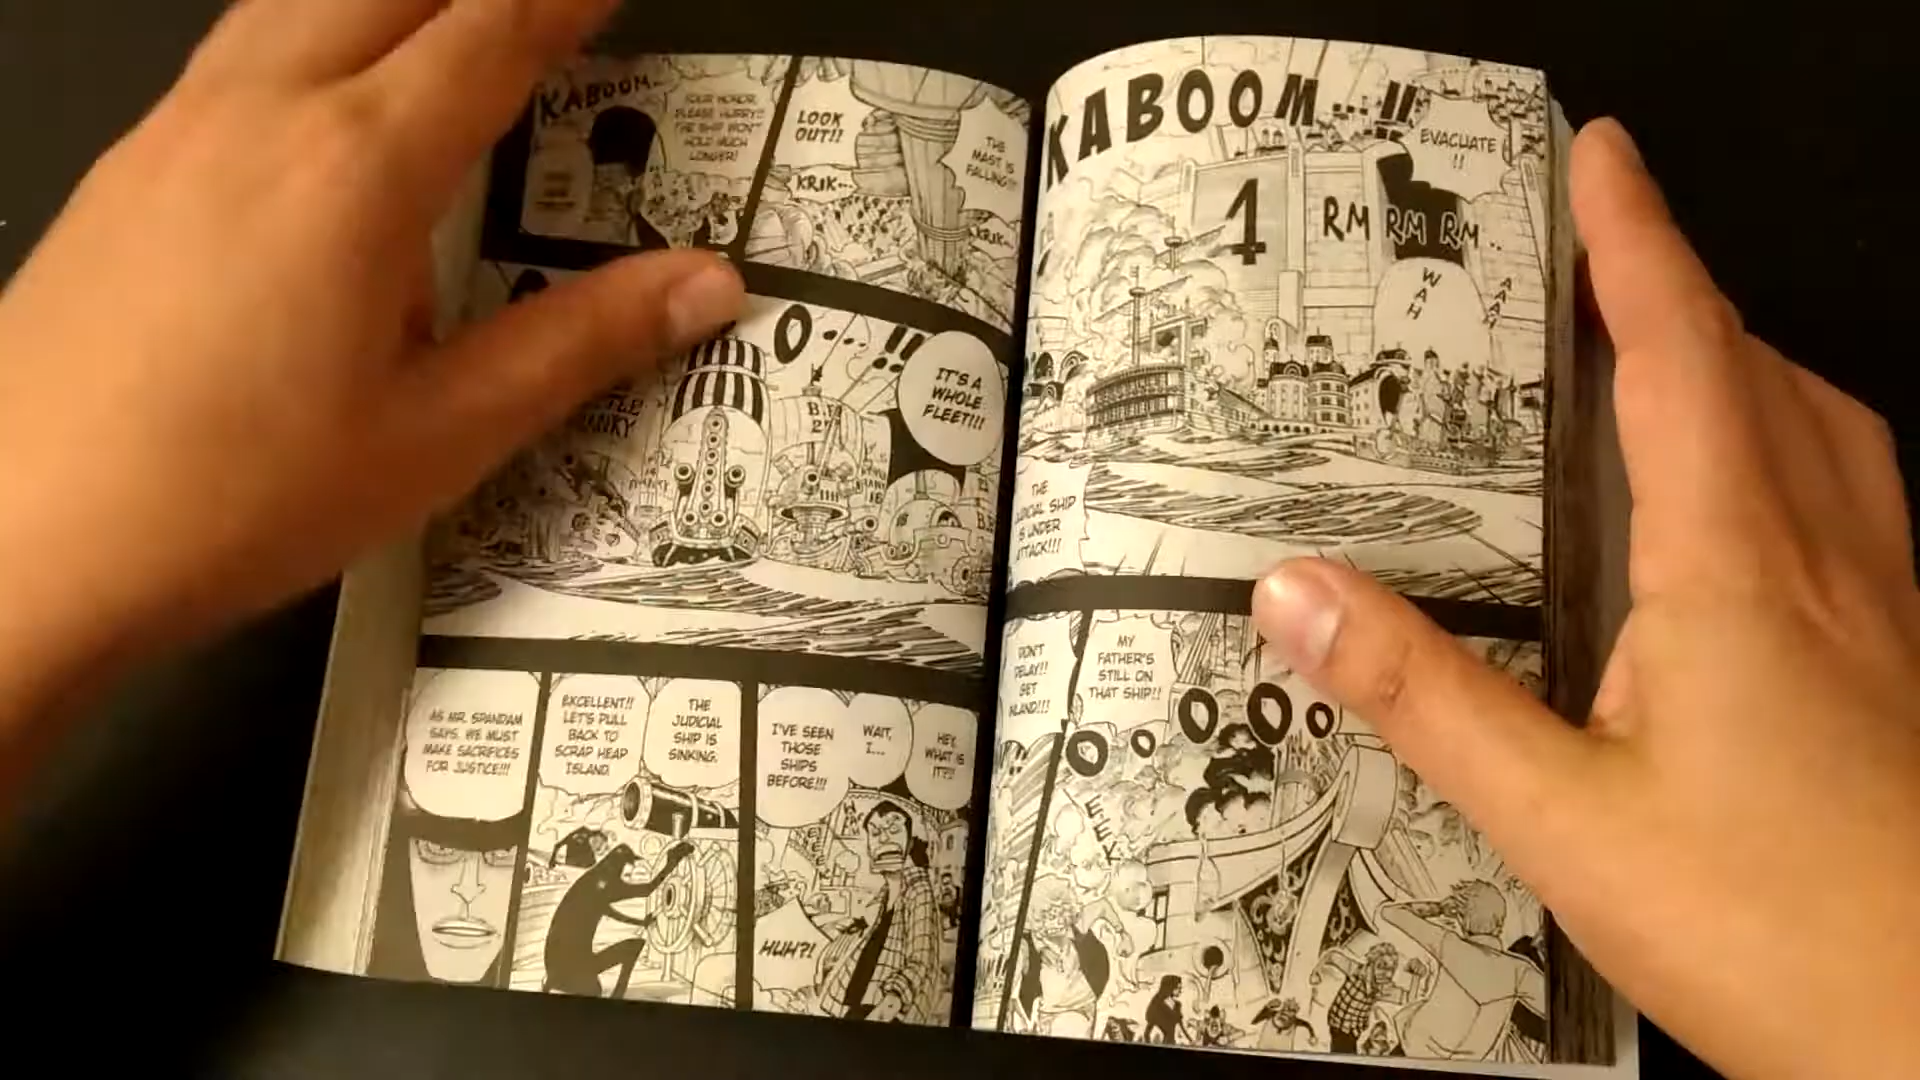 KABOOM...!!
EVACUATE
!!
1
RM RM RM..
WAH
AAAH
THE
JUDICIAL SHIP
IS UNDER
ATTACK!!!
MY
FATHER'S
STILL ON
THAT SHIP!!
DON'T
DELAY!!
GET
INLAND!!!
OoOOo
EEK
THE
MAST IS
FALLING!!
LOOK
OUT!!
KRIK...
KRIK...
YOUR HONOR,
PLEASE HURRY!!
THE SHIP WON'T
HOLD MUCH
LONGER!
KABOOM...
O...!!
IT'S A
WHOLE
FLEET!!!
B.F
HEY,
WHAT IS
IT?!!
WAIT,
I...
I'VE SEEN
THOSE
SHIPS
BEFORE!!!
EEEK
HUH?!
THE
JUDICIAL
SHIP IS
SINKING.
EXCELLENT!!
LET'S PULL
BACK TO
SCRAP HEAP
ISLAND.
AS MR. SPANDAM
SAYS, WE MUST
MAKE SACRIFICES
FOR JUSTICE!!!